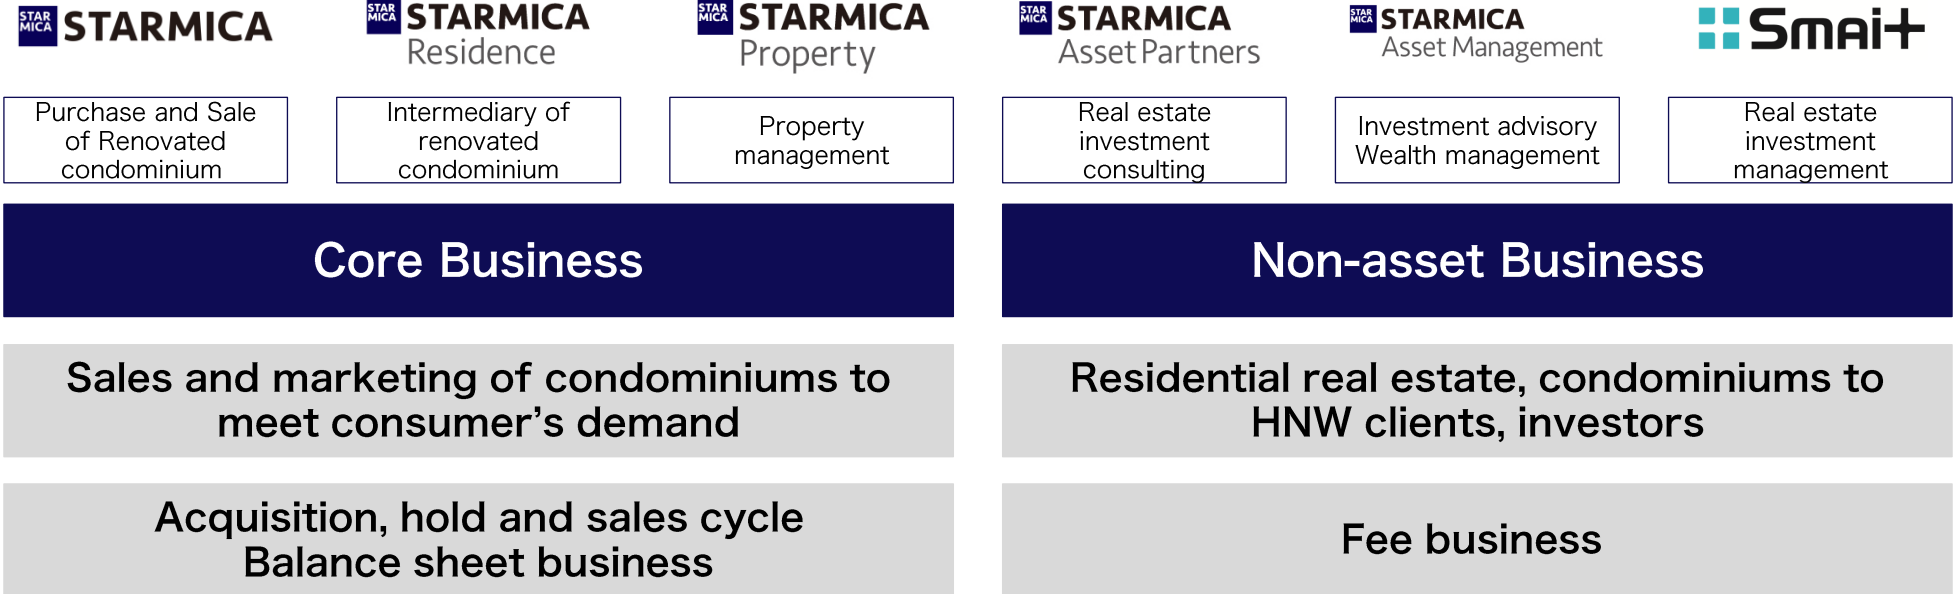 STAR
MICA
STARMICA
STAR
MICA
STARMICA
Residence
STAR
MICA
STARMICA
Property
STAR
MICA
STARMICA
Asset Partners
STAR
MICA
STARMICA
Asset Management
Smai+
Purchase and Sale
of Renovated
condominium
Intermediary of
renovated
condominium
Property
management
Real estate
investment
consulting
Investment advisory
Wealth management
Real estate
investment
management
Core Business
Non-asset Business
Sales and marketing of condominiums to
meet consumer’s demand
Residential real estate, condominiums to
HNW clients, investors
Acquisition, hold and sales cycle
Balance sheet business
Fee business